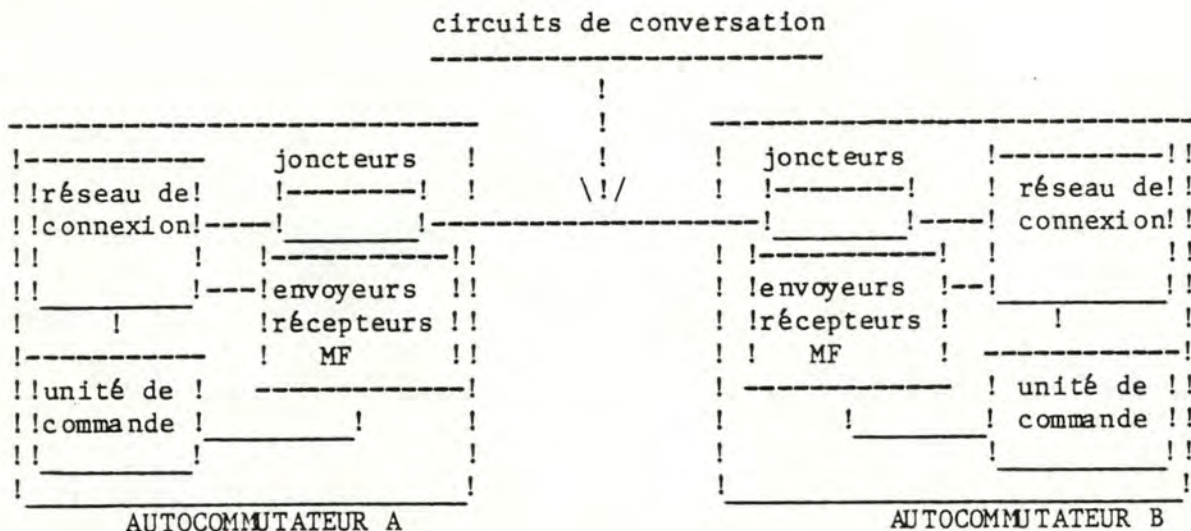 circuits de conversation
joncteurs
réseau de
connexion
envoyeurs
récepteurs
MF
unité de
commande
AUTOCOMMUTATEUR A
joncteurs
réseau de
connexion
envoyeurs
récepteurs
MF
unité de
commande
AUTOCOMMUTATEUR B